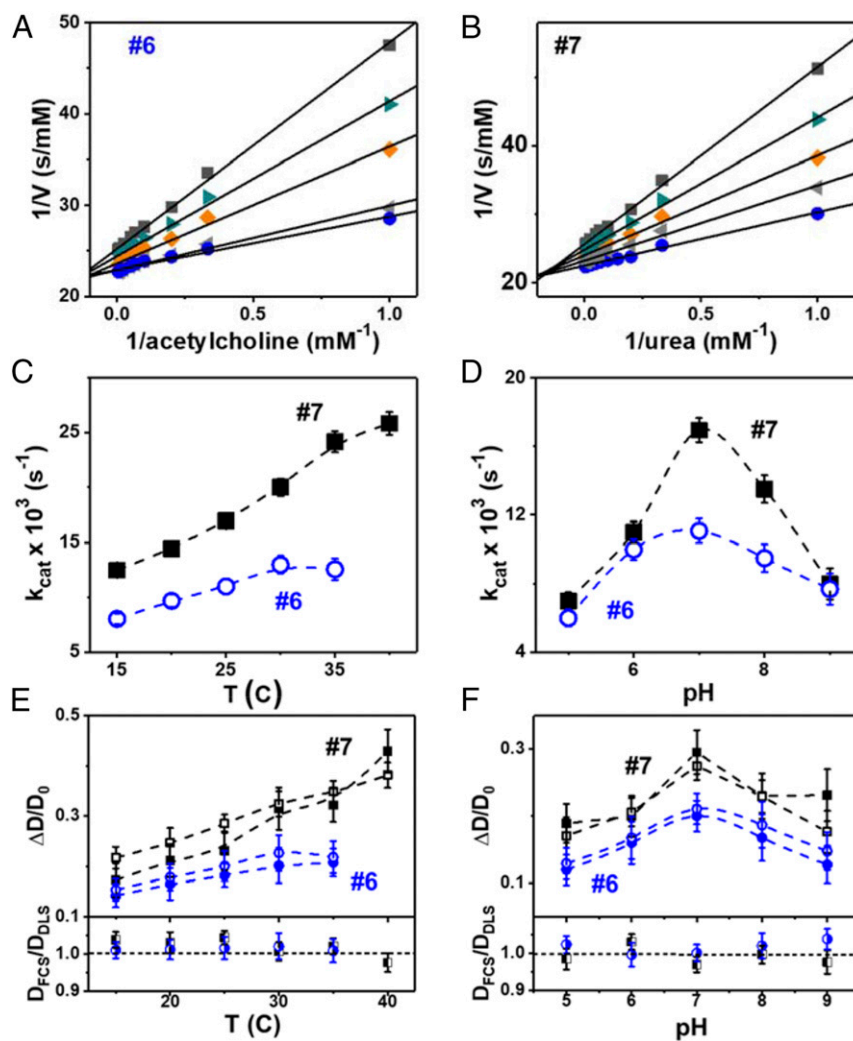 A
#6
50
40
30
20
1/V (s/mM)
0.0 0.5 1.0
1/acetylcholine (mM⁻¹)
B
#7
40
20
1/V (s/mM)
0.0 0.5 1.0
1/urea (mM⁻¹)
C
#7
#6
25
15
5
k_cat x 10³ (s⁻¹)
15 25 35
T (C)
D
#7
#6
20
12
4
k_cat x 10³ (s⁻¹)
6 8
pH
E
#7
#6
0.5
0.3
0.1
ΔD/D₀
1.0
0.9
D_FCS/D_DLS
20 30 40
T (C)
F
#7
#6
0.3
0.1
ΔD/D₀
1.0
0.9
D_FCS/D_DLS
5 6 7 8 9
pH